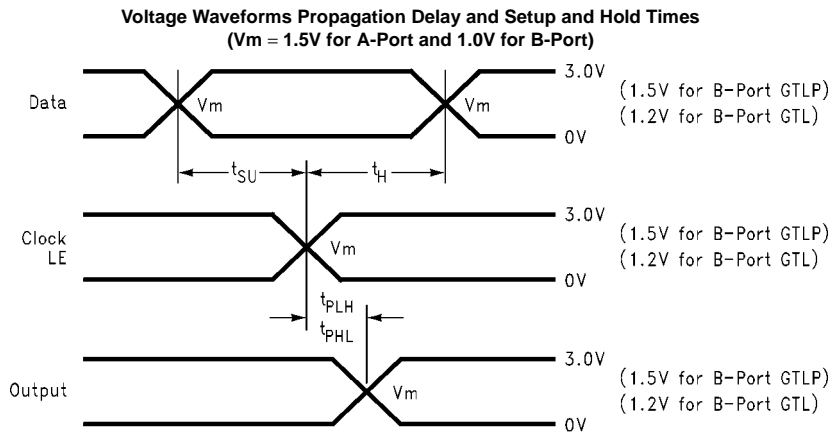 Voltage Waveforms Propagation Delay and Setup and Hold Times
(Vm = 1.5V for A-Port and 1.0V for B-Port)
3.0V
(1.5V for B-Port GTLP)
Data
Vm
Vm
(1.2V for B-Port GTL)
0V
tSU
tH
3.0V
(1.5V for B-Port GTLP)
Clock
LE
Vm
(1.2V for B-Port GTL)
0V
tPLH
tPHL
3.0V
(1.5V for B-Port GTLP)
Output
Vm
(1.2V for B-Port GTL)
0V